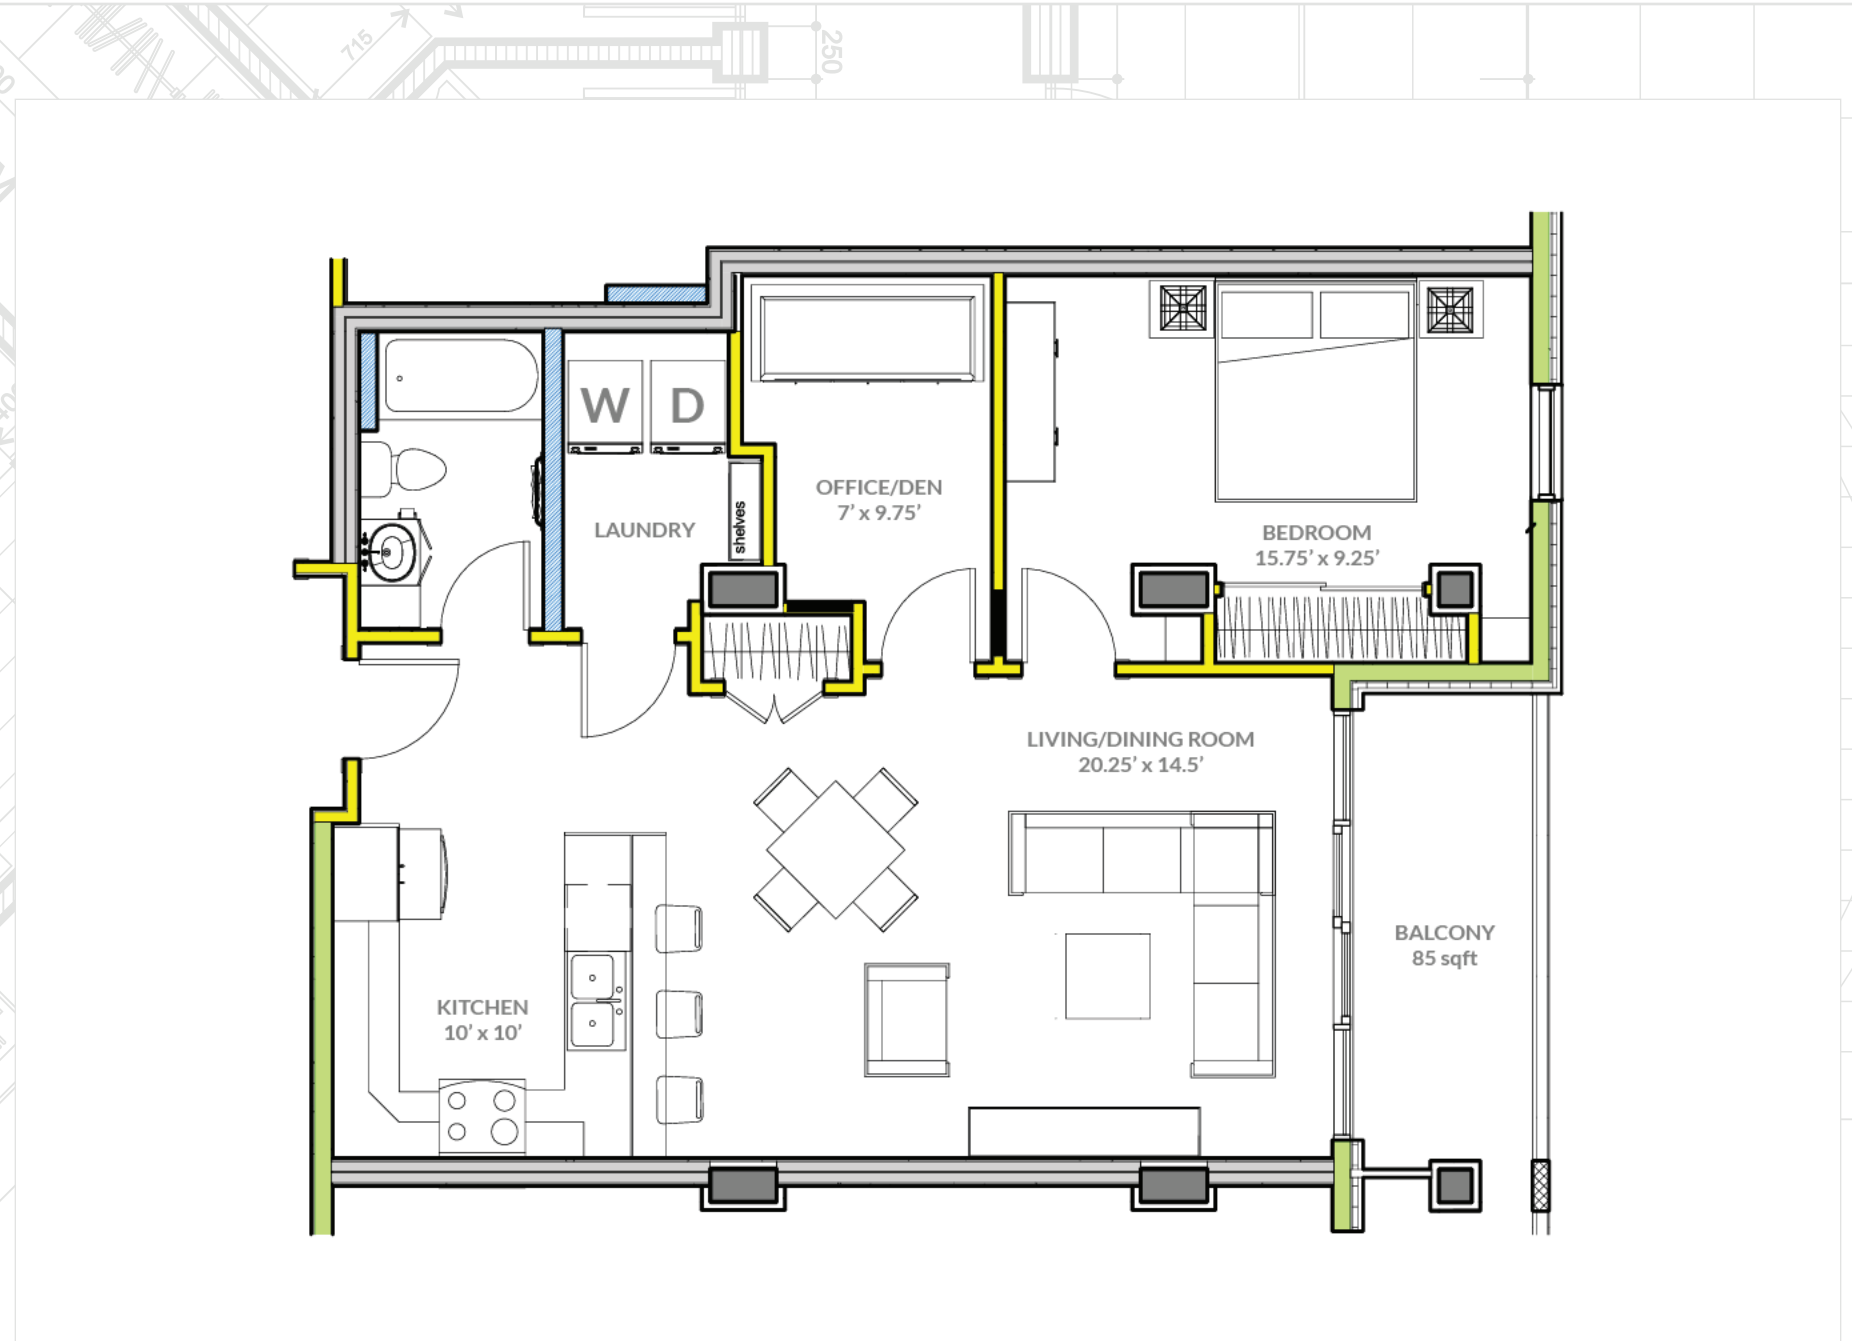 715
250
W
D
OFFICE/DEN
7’ x 9.75’
LAUNDRY
shelves
BEDROOM
15.75’ x 9.25’
LIVING/DINING ROOM
20.25’ x 14.5’
BALCONY
85 sqft
KITCHEN
10’ x 10’